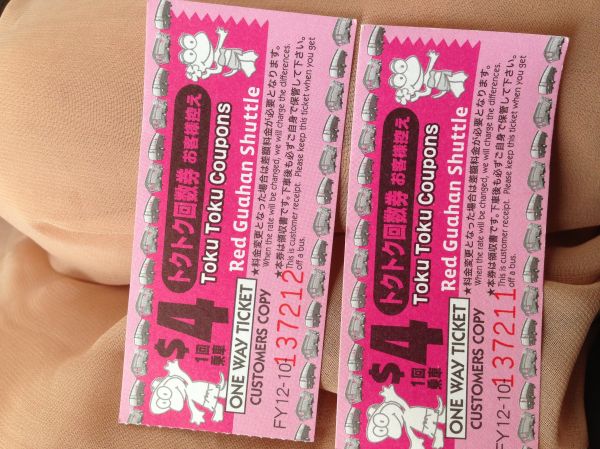 $4
1回
乗車
トクトク回数券 お客様控え
Toku Toku Coupons
Red Guahan Shuttle
ONE WAY TICKET
CUSTOMERS COPY
FY12-10
137212
★料金変更となった場合は差額料金が必要となります。
When the rate will be changed, we will charge the differences.
★本券は領収書です。下車後も必ずご自身で保管して下さい。
This is customer receipt. Please keep this ticket when you get
off a bus.
$4
1回
乗車
トクトク回数券 お客様控え
Toku Toku Coupons
Red Guahan Shuttle
ONE WAY TICKET
CUSTOMERS COPY
FY12-10
137211
★料金変更となった場合は差額料金が必要となります。
When the rate will be changed, we will charge the differences.
★本券は領収書です。下車後も必ずご自身で保管して下さい。
This is customer receipt. Please keep this ticket when you get
off a bus.